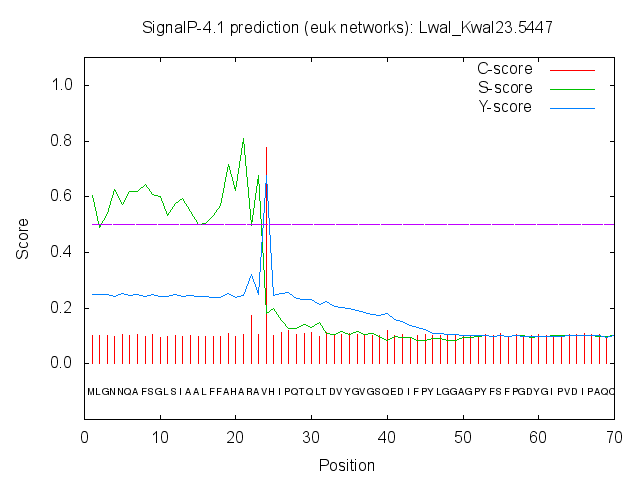 SignalP-4.1 prediction (euk networks): Lwal_Kwal23.5447
C-score
S-score
Y-score
1.0
0.8
0.6
0.4
0.2
0.0
Score
MLGNNQAFSGLSIAALFFAHARAVHIPQTQLTDVYGVGSQEDIFPYLGGAGPYFSFPGDYGIPVDIPAQC
0 10 20 30 40 50 60 70
Position